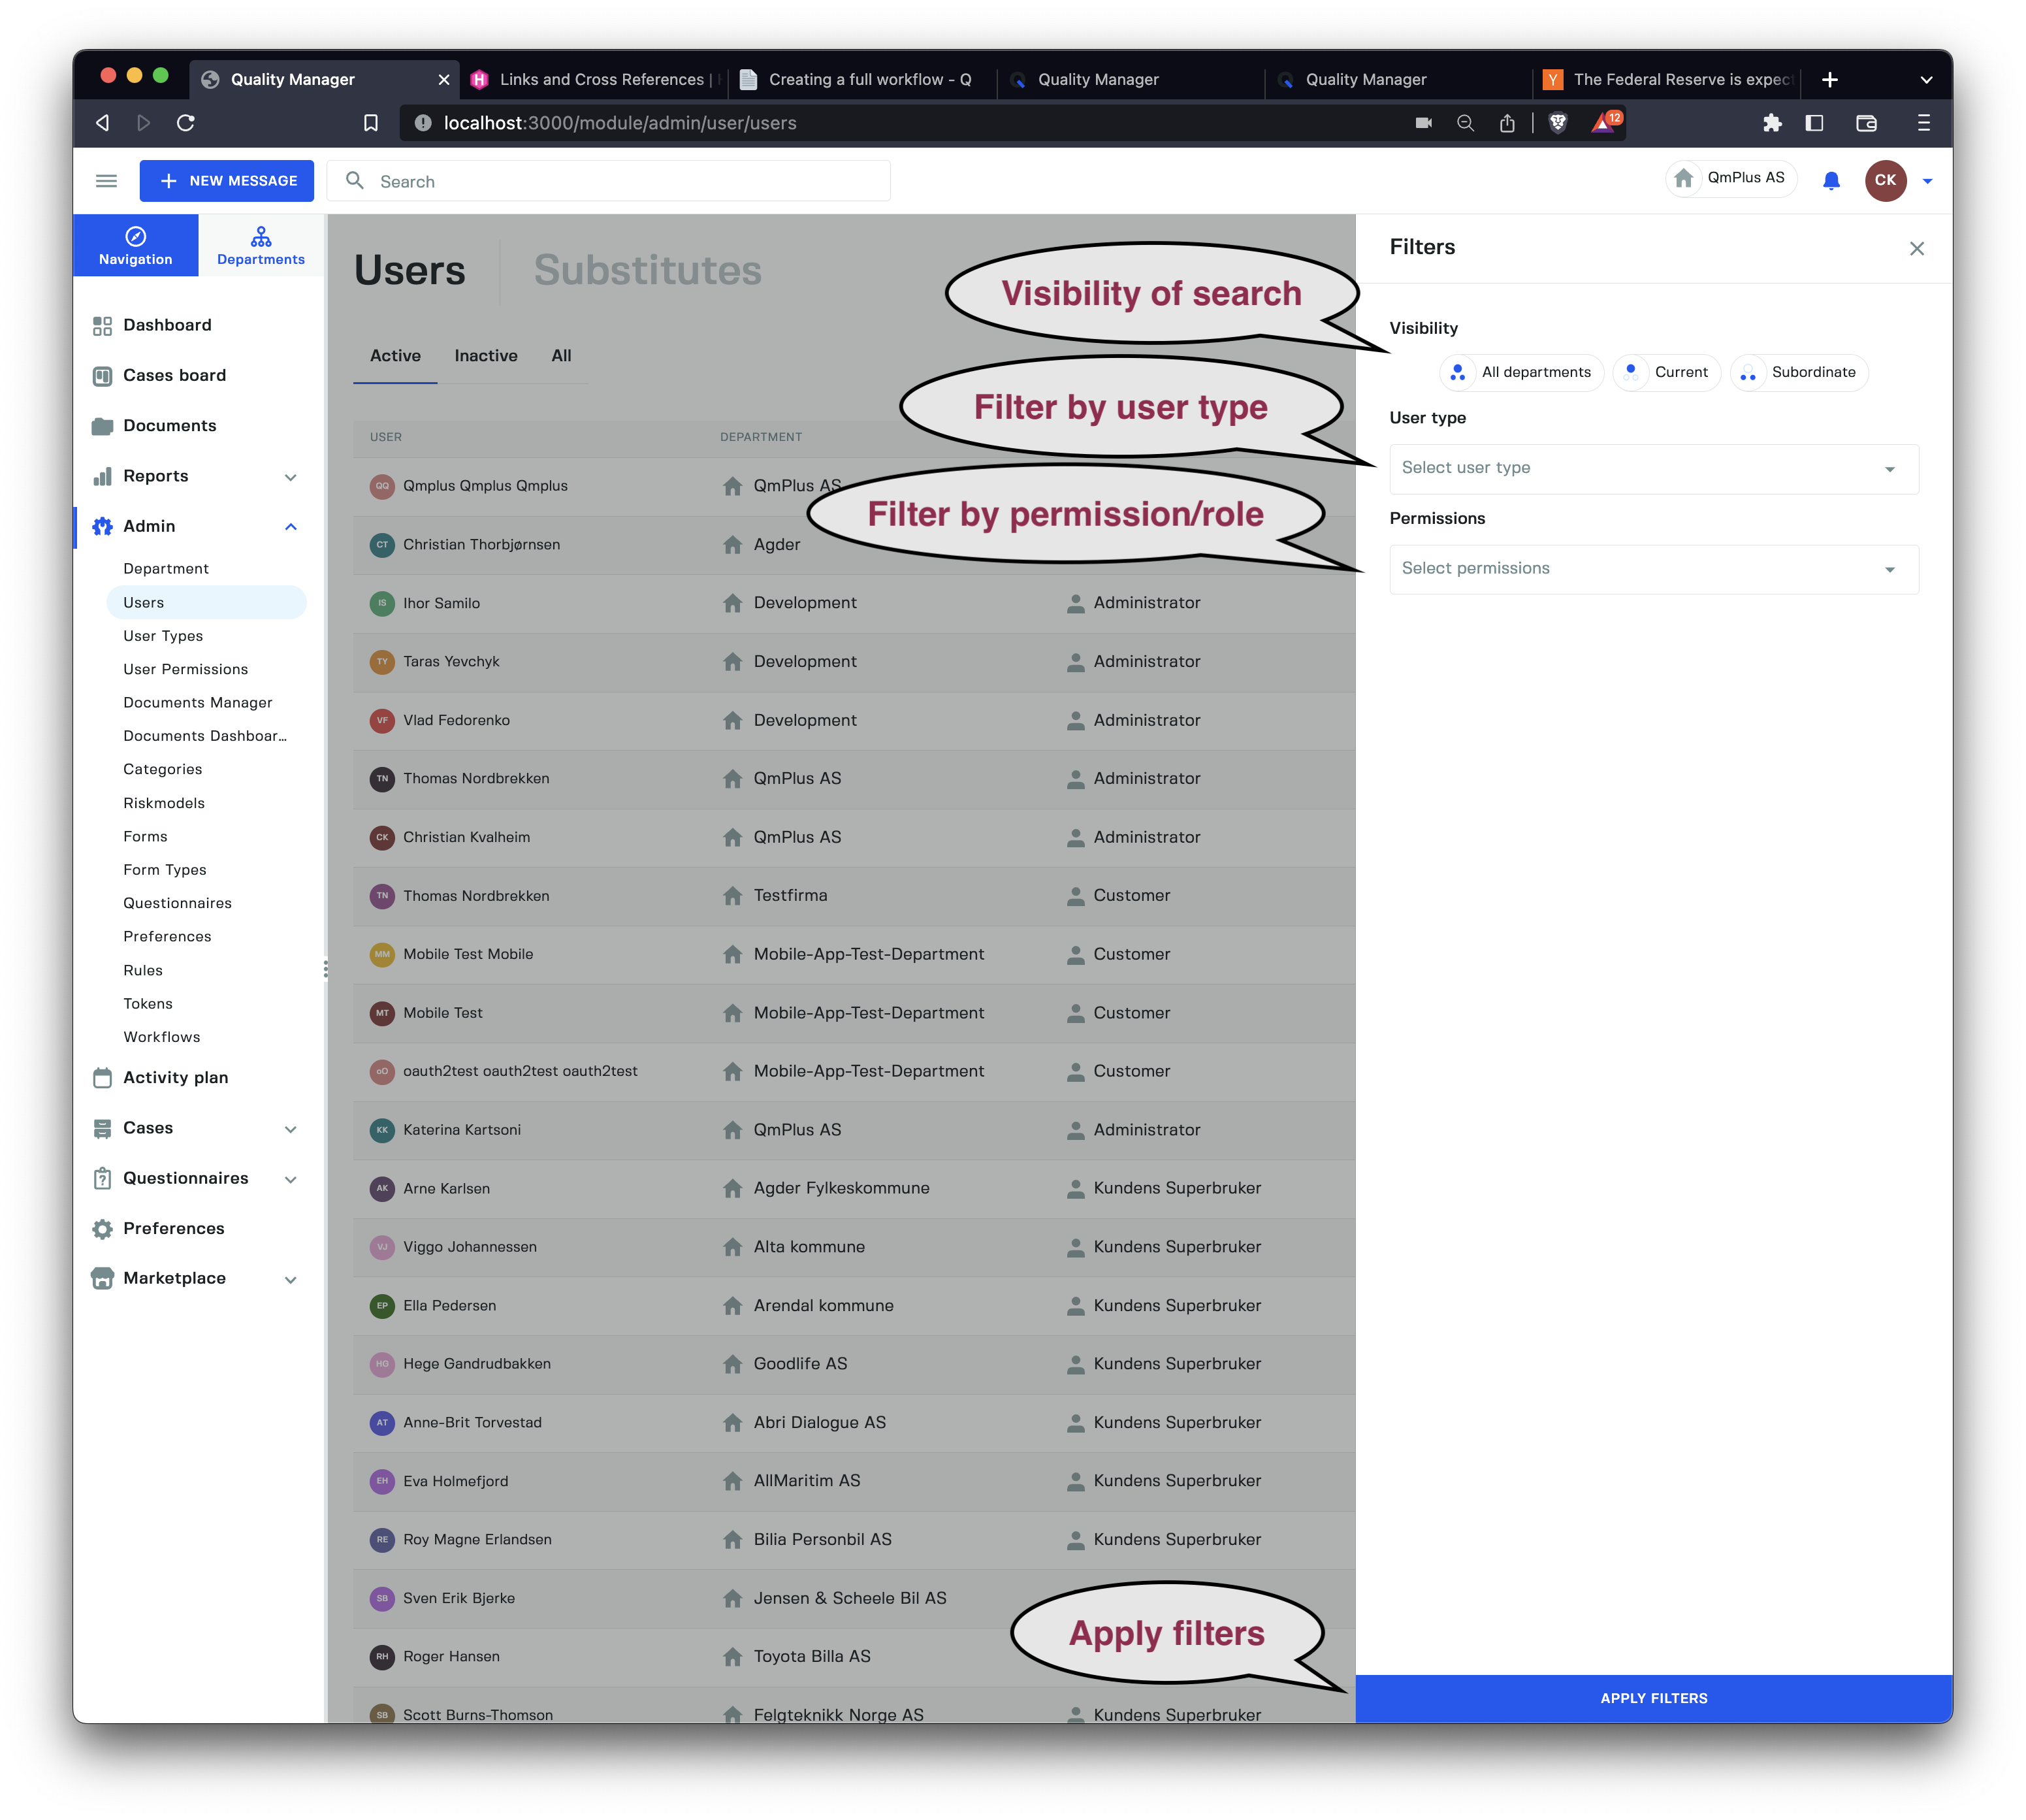 Quality Manager
Links and Cross References |
Creating a full workflow - Q
Quality Manager
Quality Manager
Y
The Federal Reserve is expec
localhost:3000/module/admin/user/users
12
NEW MESSAGE
Search
QmPlus AS
CK
Navigation
Departments
Dashboard
Cases board
Documents
Reports
Admin
Department
Users
User Types
User Permissions
Documents Manager
Documents Dashboar...
Categories
Riskmodels
Forms
Form Types
Questionnaires
Preferences
Rules
Tokens
Workflows
Activity plan
Cases
Questionnaires
Preferences
Marketplace
Users
Substitutes
Active Inactive All
USER DEPARTMENT
QQ Qmplus Qmplus Qmplus QmPlus AS
CT Christian Thorbjørnsen Agder
IS Ihor Samilo Development Administrator
TY Taras Yevchyk Development Administrator
VF Vlad Fedorenko Development Administrator
TN Thomas Nordbrekken QmPlus AS Administrator
CK Christian Kvalheim QmPlus AS Administrator
TN Thomas Nordbrekken Testfirma Customer
MM Mobile Test Mobile Mobile-App-Test-Department Customer
MT Mobile Test Mobile-App-Test-Department Customer
oO oauth2test oauth2test oauth2test Mobile-App-Test-Department Customer
KK Katerina Kartsoni QmPlus AS Administrator
AK Arne Karlsen Agder Fylkeskommune Kundens Superbruker
VJ Viggo Johannessen Alta kommune Kundens Superbruker
EP Ella Pedersen Arendal kommune Kundens Superbruker
HG Hege Gandrudbakken Goodlife AS Kundens Superbruker
AT Anne-Brit Torvestad Abri Dialogue AS Kundens Superbruker
EH Eva Holmefjord AllMaritim AS Kundens Superbruker
RE Roy Magne Erlandsen Bilia Personbil AS Kundens Superbruker
SB Sven Erik Bjerke Jensen & Scheele Bil AS
RH Roger Hansen Toyota Billa AS
SB Scott Burns-Thomson Felgteknikk Norge AS Kundens Superbruker
Visibility of search
Filter by user type
Filter by permission/role
Apply filters
Filters
Visibility
All departments Current Subordinate
User type
Select user type
Permissions
Select permissions
APPLY FILTERS